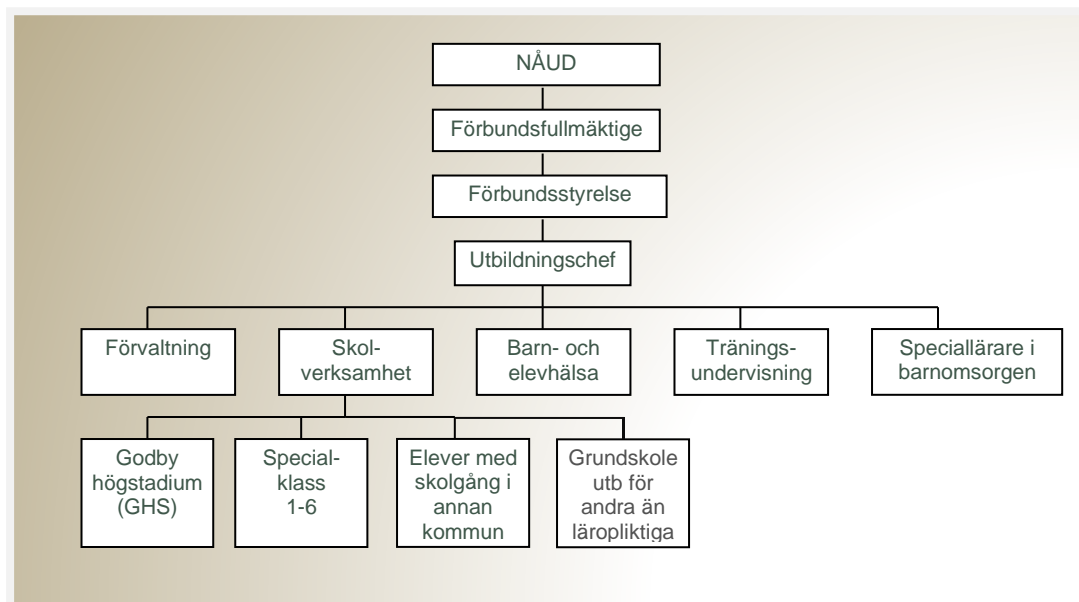 NÅUD
Förbundsfullmäktige
Förbundsstyrelse
Utbildningschef
Förvaltning
Skol-
verksamhet
Barn- och
elevhälsa
Tränings-
undervisning
Speciallärare i
barnomsorgen
Godby
högstadium
(GHS)
Special-
klass
1-6
Elever med
skolgång i
annan
kommun
Grundskole
utb för
andra än
läropliktiga